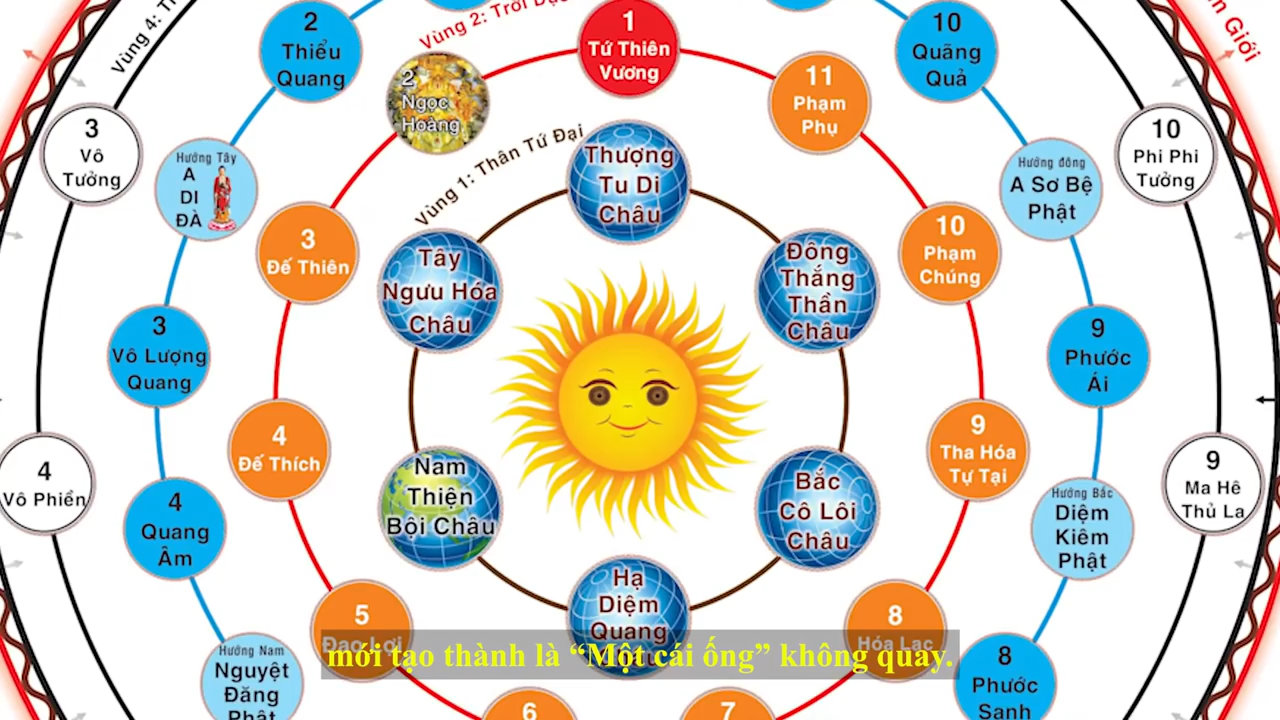 Vùng 4:
Vùng 2: Trời
Giới
1
Tứ Thiên
Vương
2
Thiểu
Quang
10
Quãng
Quả
2
Ngọc
Hoàng
11
Phạm
Phụ
3
Vô
Tưởng
10
Phi Phi
Tưởng
Hướng Tây
A
DI
ĐÀ
Hướng đông
A Sơ Bệ
Phật
Vùng 1: Thân Tứ Đại
Thượng
Tu Di
Châu
3
Đế Thiên
10
Phạm
Chúng
Tây
Ngưu Hóa
Châu
Đông
Thắng
Thần
Châu
3
Vô Lượng
Quang
9
Phước
Ái
4
Đế Thích
9
Tha Hóa
Tự Tại
4
Vô Phiền
9
Ma Hê
Thủ La
Nam
Thiện
Bội Châu
Bắc
Cô Lôi
Châu
4
Quang
Âm
Hướng Bắc
Diệm
Kiêm
Phật
Hạ
Diệm
Quang
5
Đao Lợi
8
Hóa Lạc
mới tạo thành là “Một cái ống” không quay.
Hướng Nam
Nguyệt
Đăng
Phật
8
Phước
Sanh
6
7